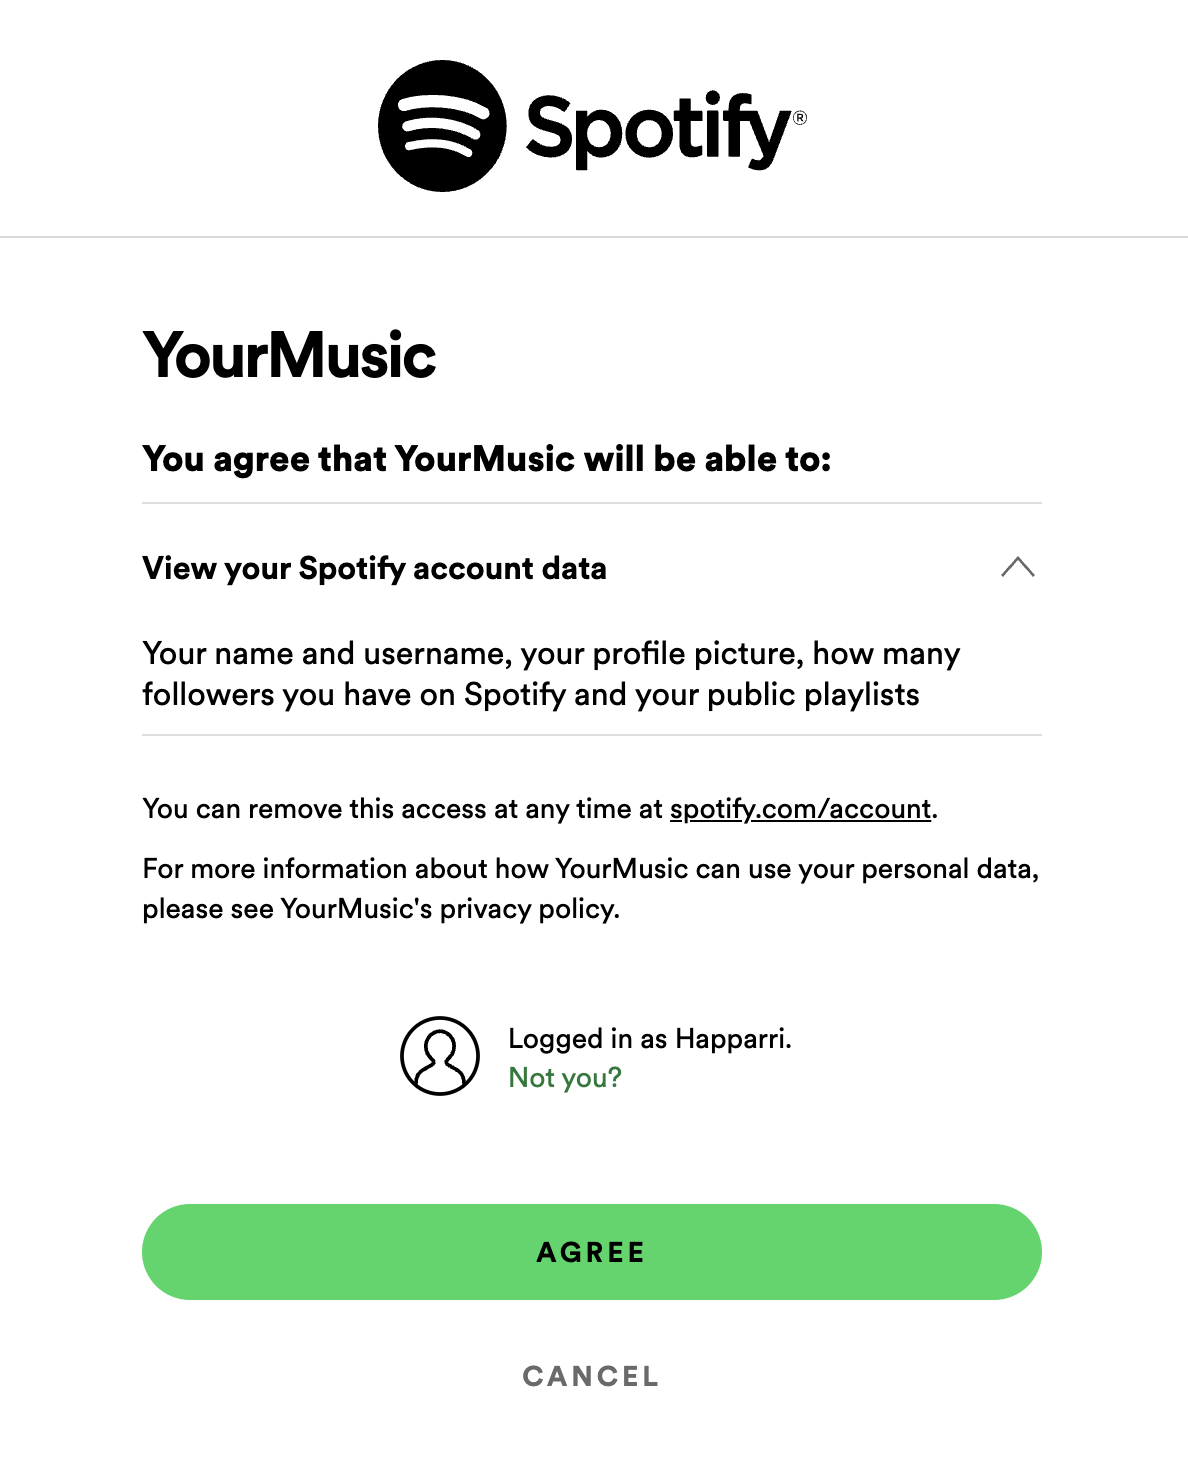 Spotify®
YourMusic
You agree that YourMusic will be able to:
View your Spotify account data
Your name and username, your profile picture, how many
followers you have on Spotify and your public playlists
You can remove this access at any time at spotify.com/account.
For more information about how YourMusic can use your personal data,
please see YourMusic's privacy policy.
Logged in as Happarri.
Not you?
AGREE
CANCEL